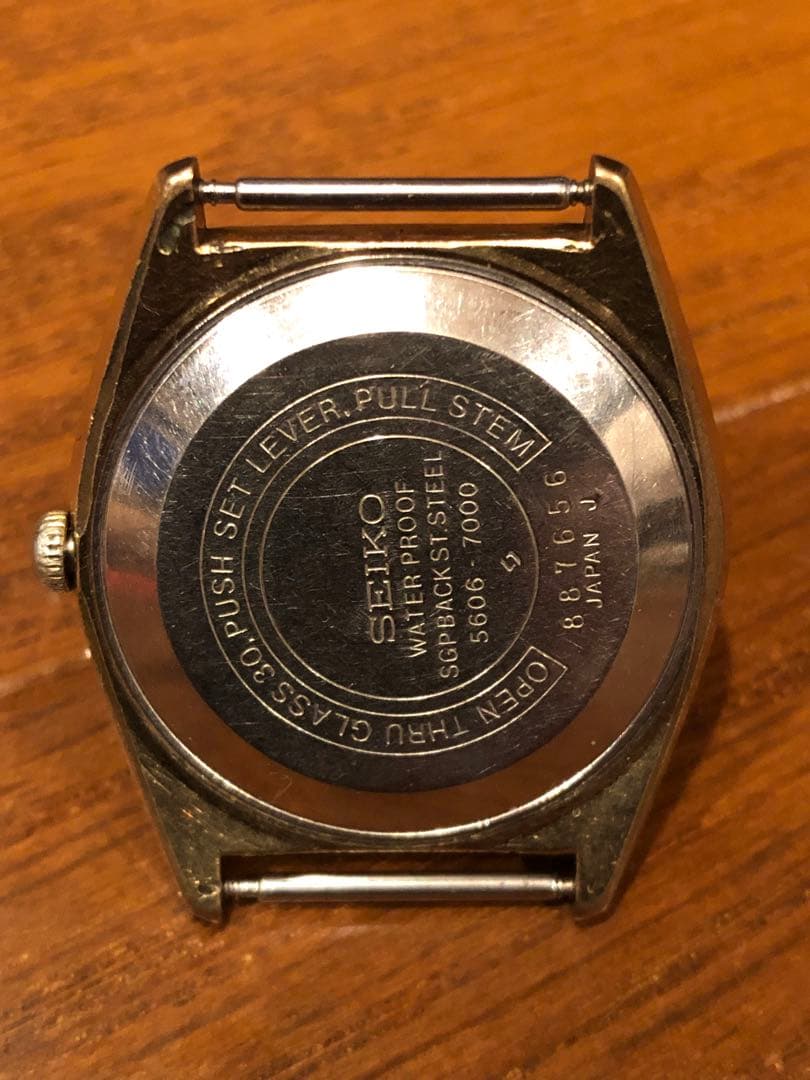 OPEN THRU GLASS 30, PUSH SET LEVER, PULL STEM
SEIKO
WATER PROOF
SGP BACK ST. STEEL
5606 - 7000
887656
JAPAN J